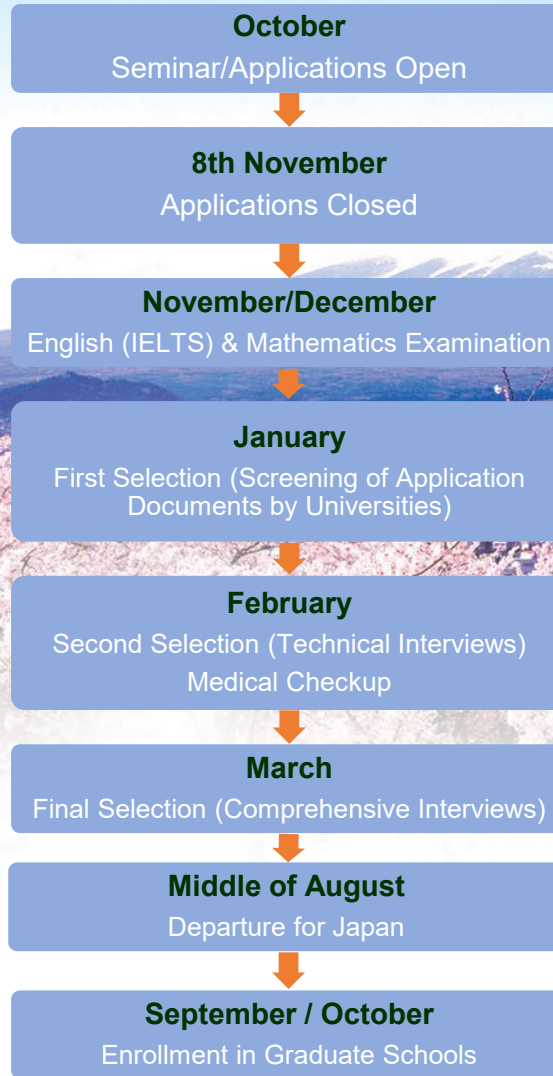 October
Seminar/Applications Open
8th November
Applications Closed
November/December
English (IELTS) & Mathematics Examination
January
First Selection (Screening of Application
Documents by Universities)
February
Second Selection (Technical Interviews)
Medical Checkup
March
Final Selection (Comprehensive Interviews)
Middle of August
Departure for Japan
September / October
Enrollment in Graduate Schools